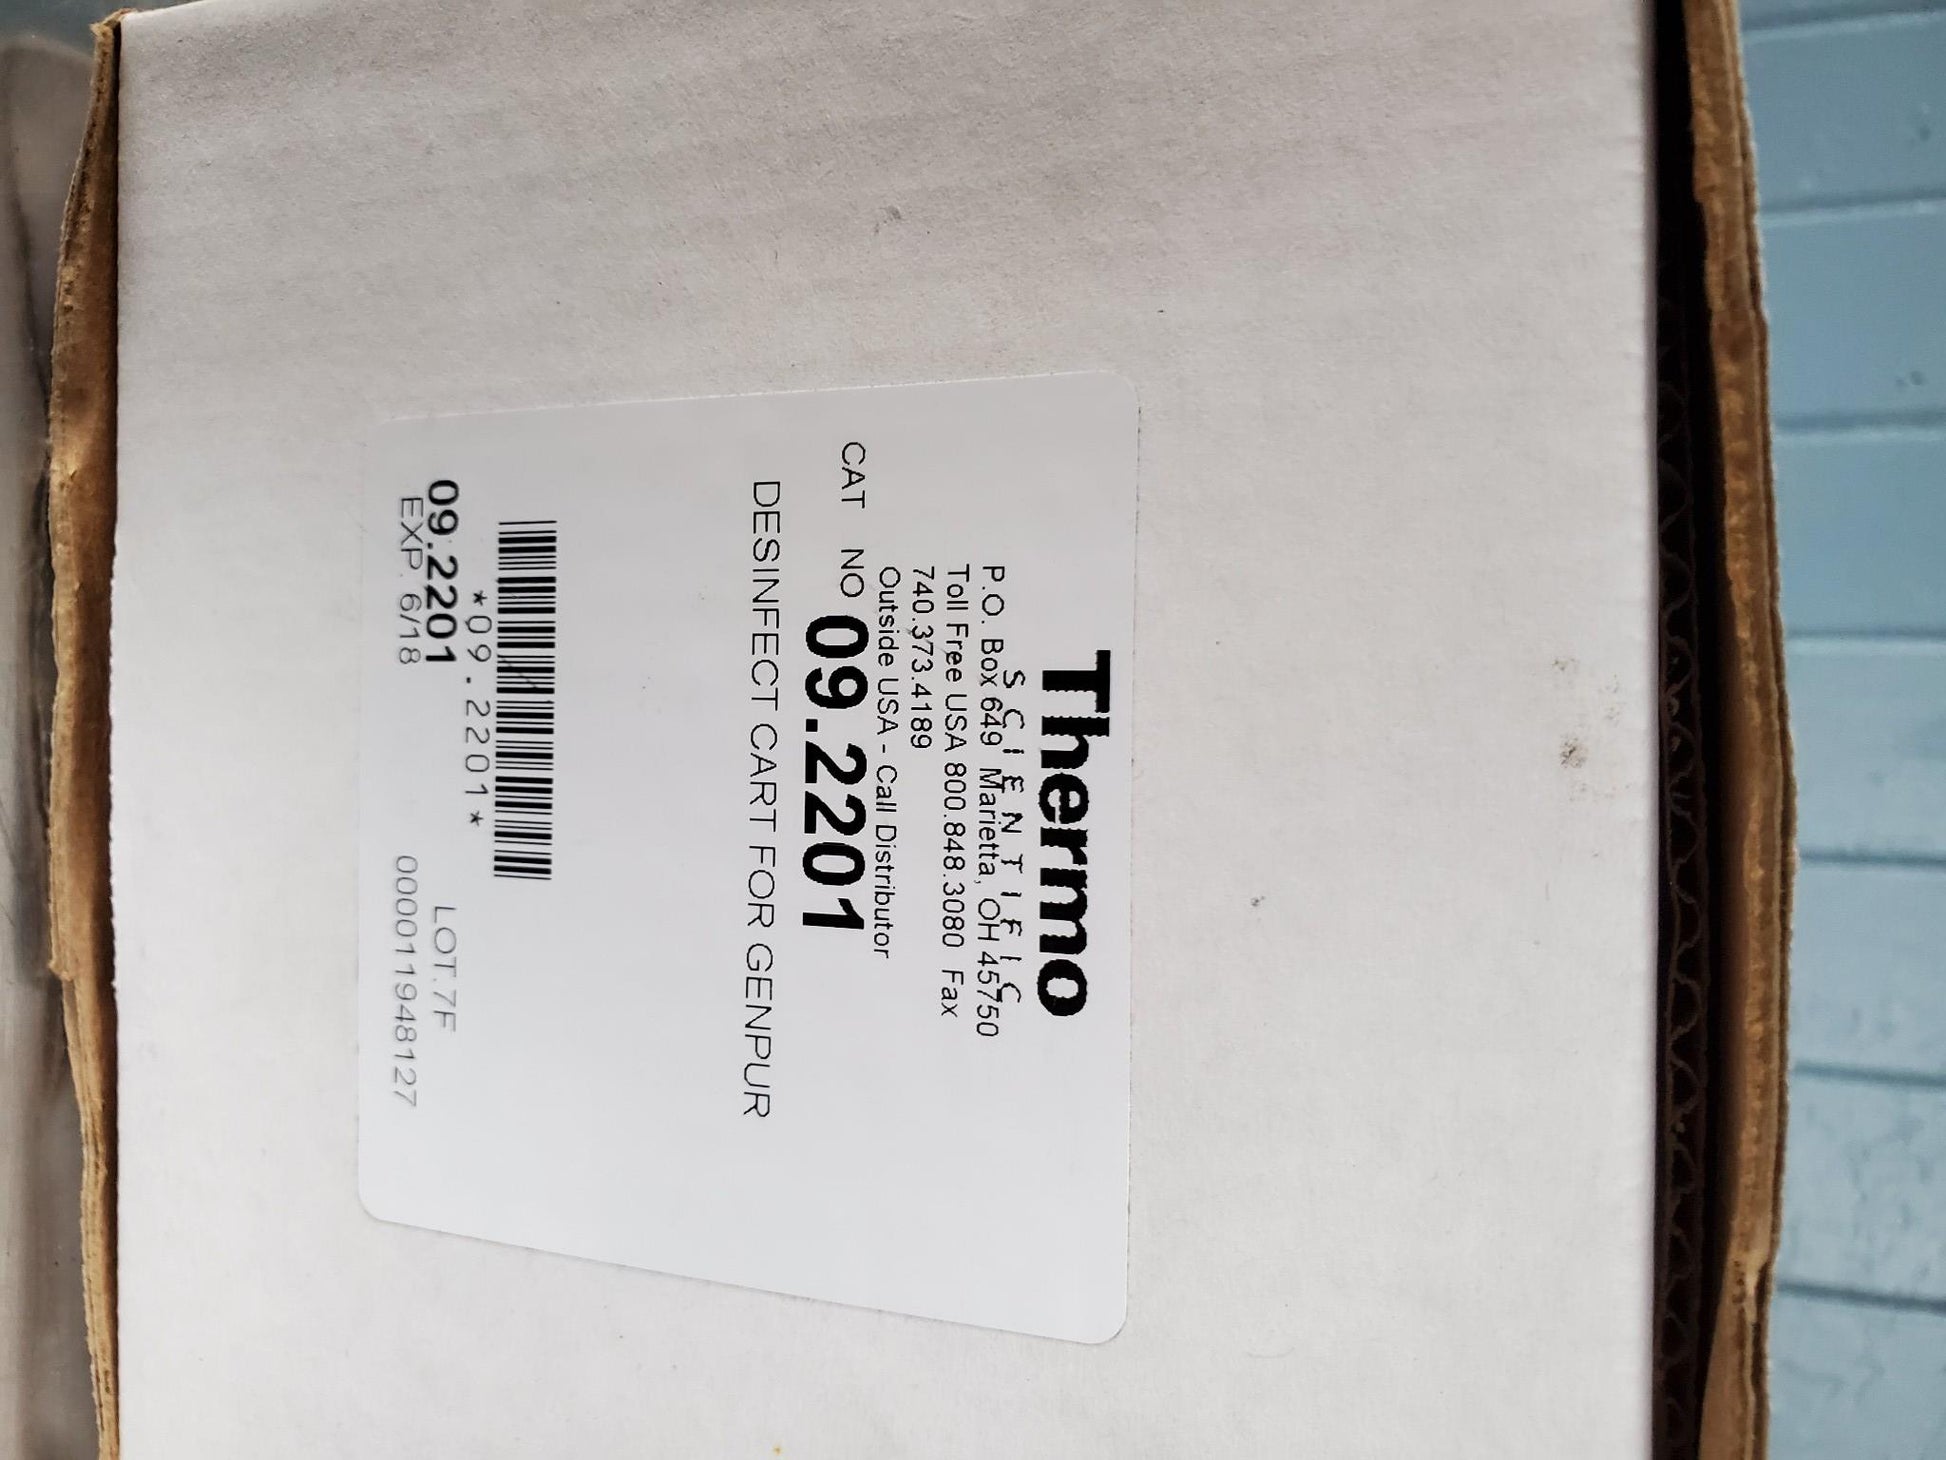 Thermo
SCIENTIFIC
P.O. Box 649 Marietta, OH 45750
Toll Free USA 800.848.3080 Fax
740.373.4189
Outside USA - Call Distributor
CAT NO 09.2201
DESINFECT CART FOR GENPUR
*09.2201*
09.2201 LOT.7F
EXP. 6/18 000011948127